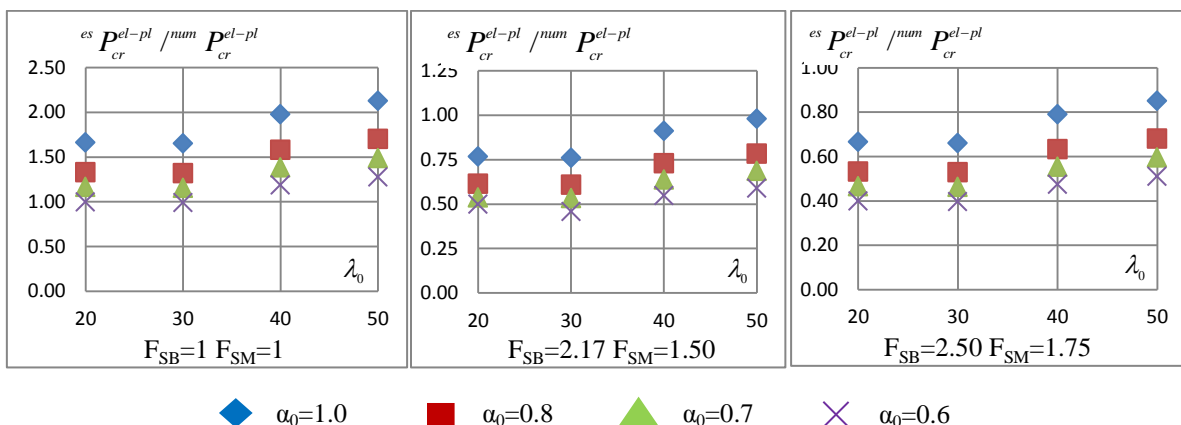 es P cr el-pl / num P cr el-pl
2.50
2.00
1.50
1.00
0.50
0.00
λ0
20 30 40 50
FSB=1 FSM=1
es P cr el-pl / num P cr el-pl
1.25
1.00
0.75
0.50
0.25
0.00
λ0
20 30 40 50
FSB=2.17 FSM=1.50
es P cr el-pl / num P cr el-pl
1.00
0.80
0.60
0.40
0.20
0.00
λ0
20 30 40 50
FSB=2.50 FSM=1.75
α0=1.0 α0=0.8 α0=0.7 α0=0.6